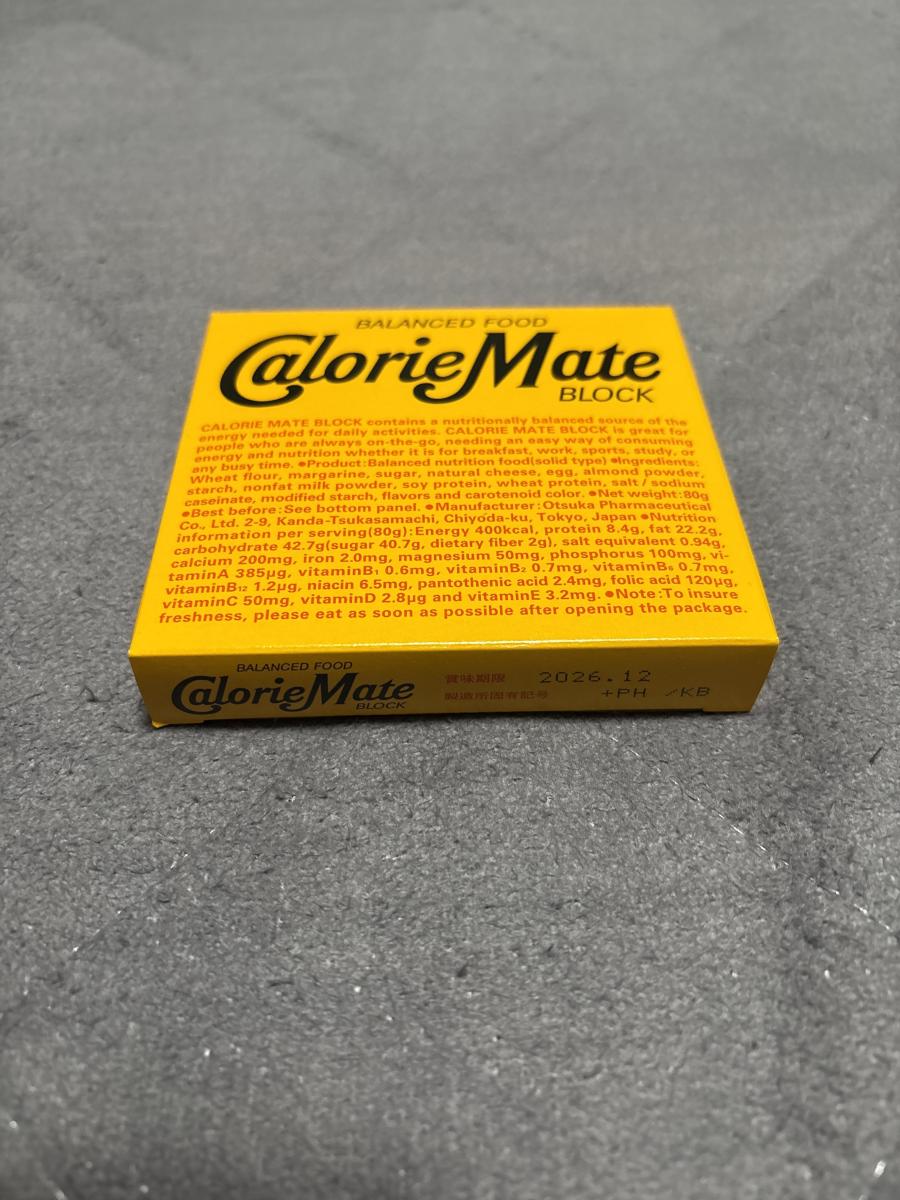 BALANCED FOOD
CalorieMate
BLOCK
CALORIE MATE BLOCK contains a nutritionally balanced source of the
energy needed for daily activities. CALORIE MATE BLOCK is great for
people who are always on-the-go, needing an easy way of consuming
energy and nutrition whether it is for breakfast, work, sports, study, or
any busy time. ●Product:Balanced nutrition food(solid type) ●Ingredients:
Wheat flour, margarine, sugar, natural cheese, egg, almond powder,
starch, nonfat milk powder, soy protein, wheat protein, salt / sodium
caseinate, modified starch, flavors and carotenoid color. ●Net weight:80g
●Best before:See bottom panel. ●Manufacturer:Otsuka Pharmaceutical
Co., Ltd. 2-9, Kanda-Tsukasamachi, Chiyoda-ku, Tokyo, Japan ●Nutrition
information per serving(80g):Energy 400kcal, protein 8.4g, fat 22.2g,
carbohydrate 42.7g(sugar 40.7g, dietary fiber 2g), salt equivalent 0.94g,
calcium 200mg, iron 2.0mg, magnesium 50mg, phosphorus 100mg, vi-
taminA 385μg, vitaminB₁ 0.6mg, vitaminB₂ 0.7mg, vitaminB₆ 0.7mg,
vitaminB₁₂ 1.2μg, niacin 6.5mg, pantothenic acid 2.4mg, folic acid 120μg,
vitaminC 50mg, vitaminD 2.8μg and vitaminE 3.2mg. ●Note:To insure
freshness, please eat as soon as possible after opening the package.
BALANCED FOOD
CalorieMate
BLOCK
賞味期限 2026.12
製造所固有記号 +PH /KB